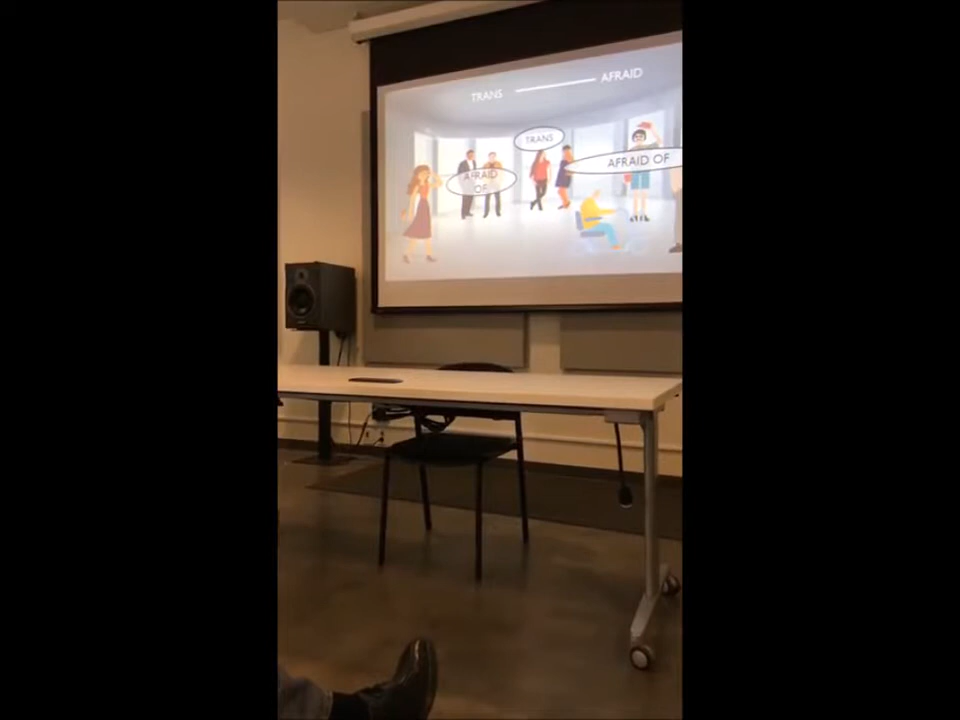 TRANS AFRAID
TRANS
AFRAID
OF
AFRAID OF